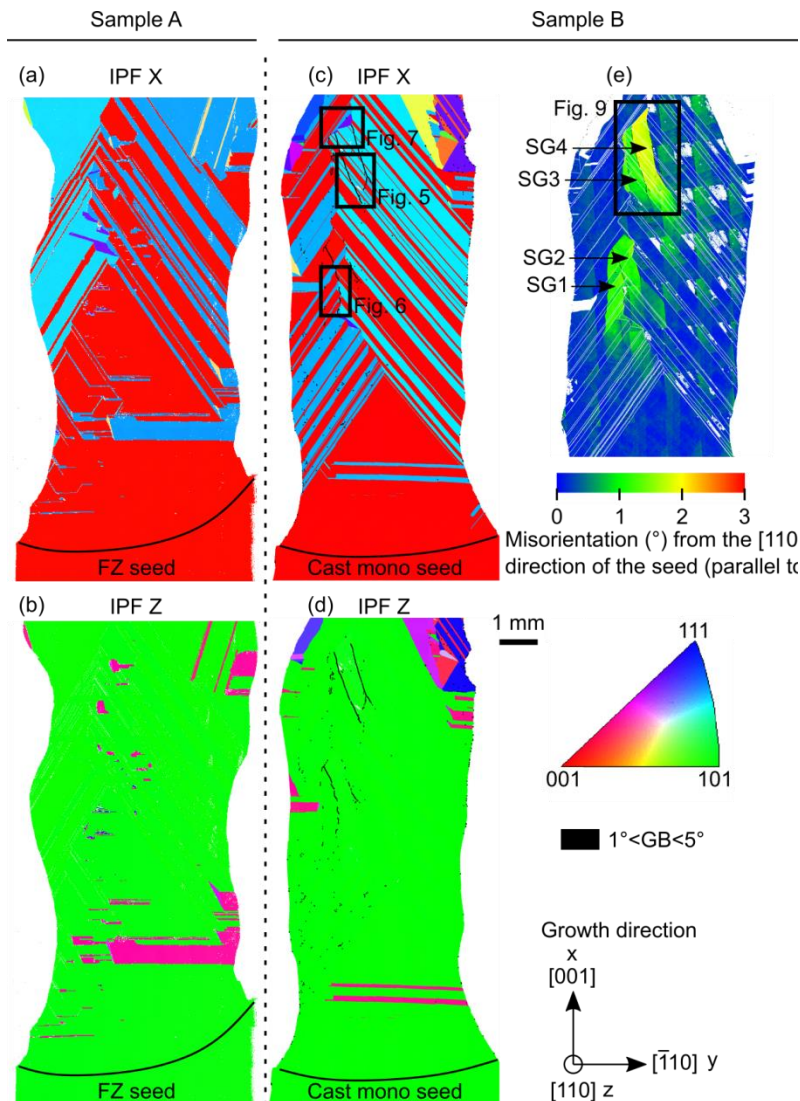 Sample A
Sample B
(a) IPF X
(c) IPF X
(e)
Fig. 9
Fig. 7
SG4
SG3
Fig. 5
SG2
SG1
Fig. 6
0 1 2 3
Misorientation (°) from the [110
direction of the seed (parallel to
FZ seed
Cast mono seed
(b) IPF Z
(d) IPF Z
1 mm
111
001
101
1°<GB<5°
Growth direction
x
[001]
[1̅10] y
[110] z
FZ seed
Cast mono seed